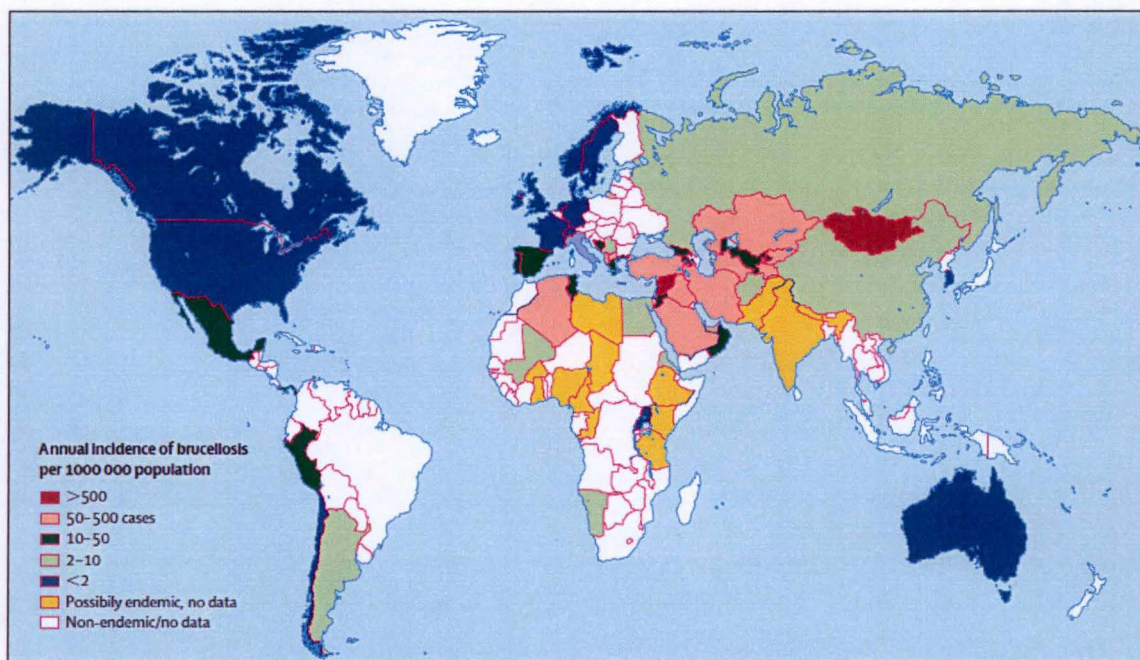 Annual incidence of brucellosis
per 1000 000 population
>500
50–500 cases
10–50
2–10
<2
Possibily endemic, no data
Non-endemic/no data